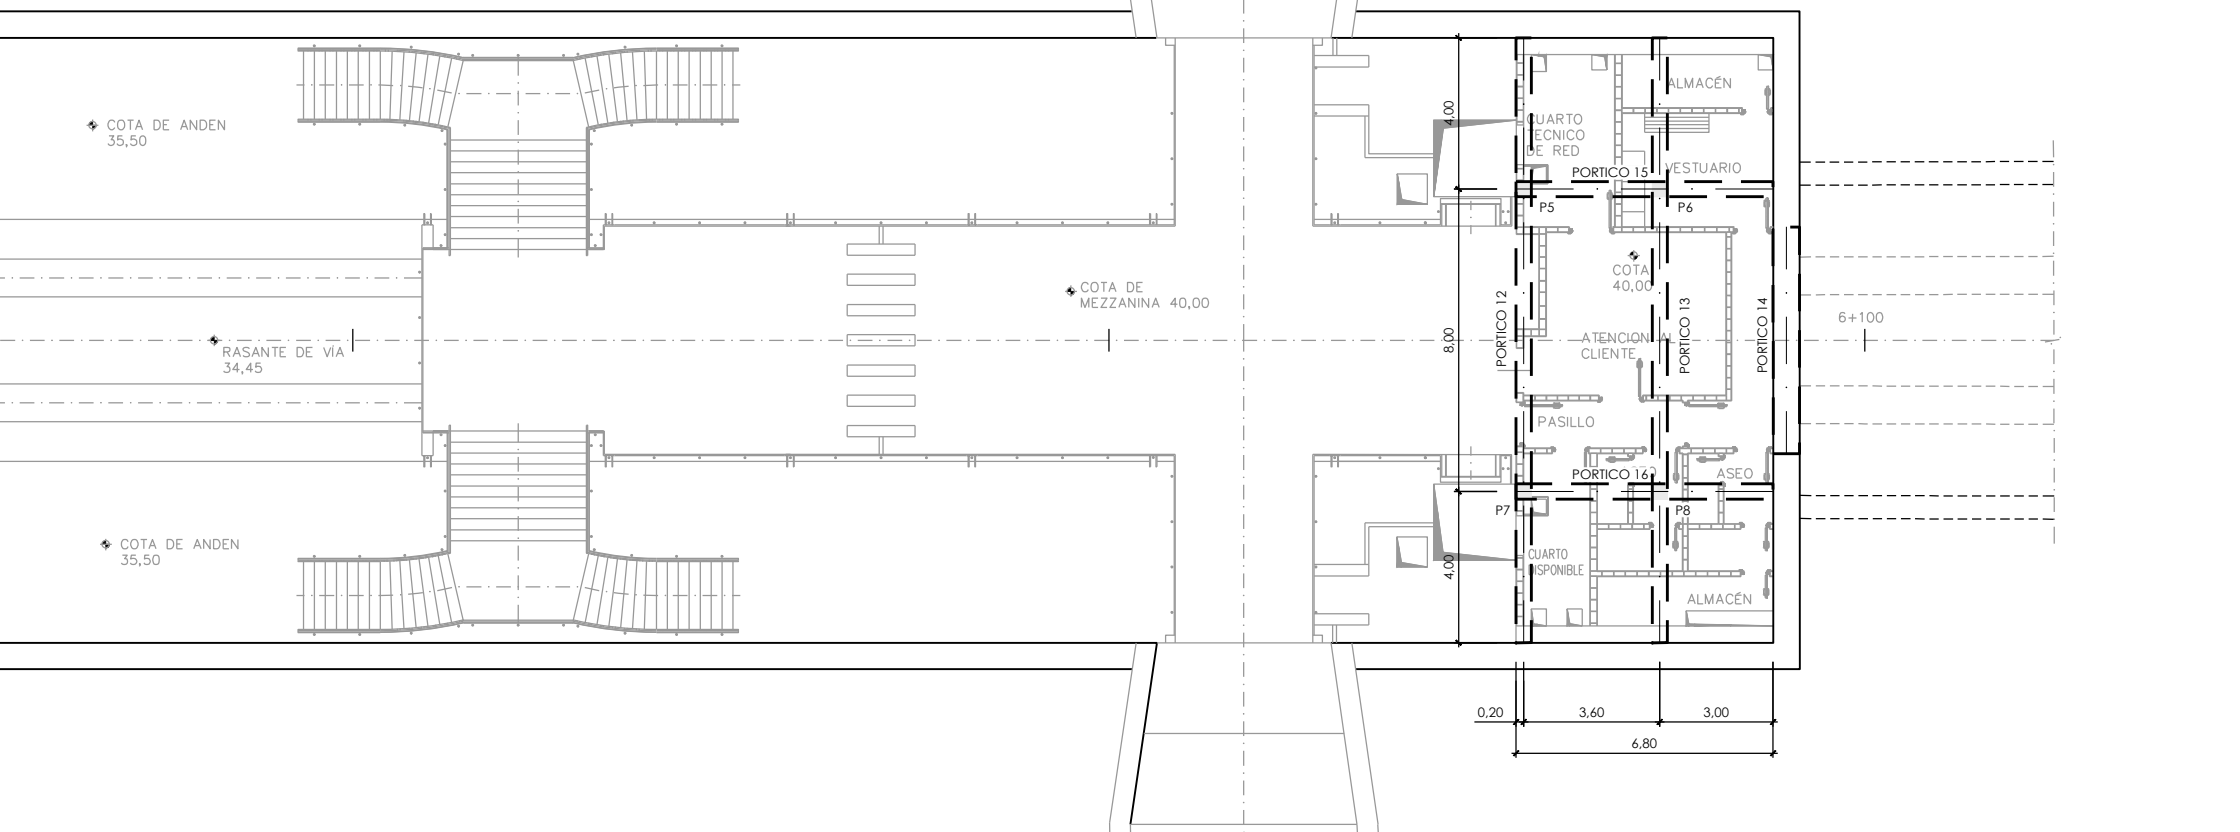 COTA DE ANDEN
35,50
RASANTE DE VÍA
34,45
COTA DE ANDEN
35,50
COTA DE
MEZZANINA 40,00
4,00
8,00
4,00
CUARTO
TECNICO
DE RED
ALMACÉN
VESTUARIO
PORTICO 15
P5
P6
COTA
40,00
PORTICO 12
PORTICO 13
PORTICO 14
ATENCION AL
CLIENTE
6+100
PASILLO
PORTICO 16
ASEO
P7
P8
CUARTO
DISPONIBLE
ALMACÉN
0,20
3,60
3,00
6,80